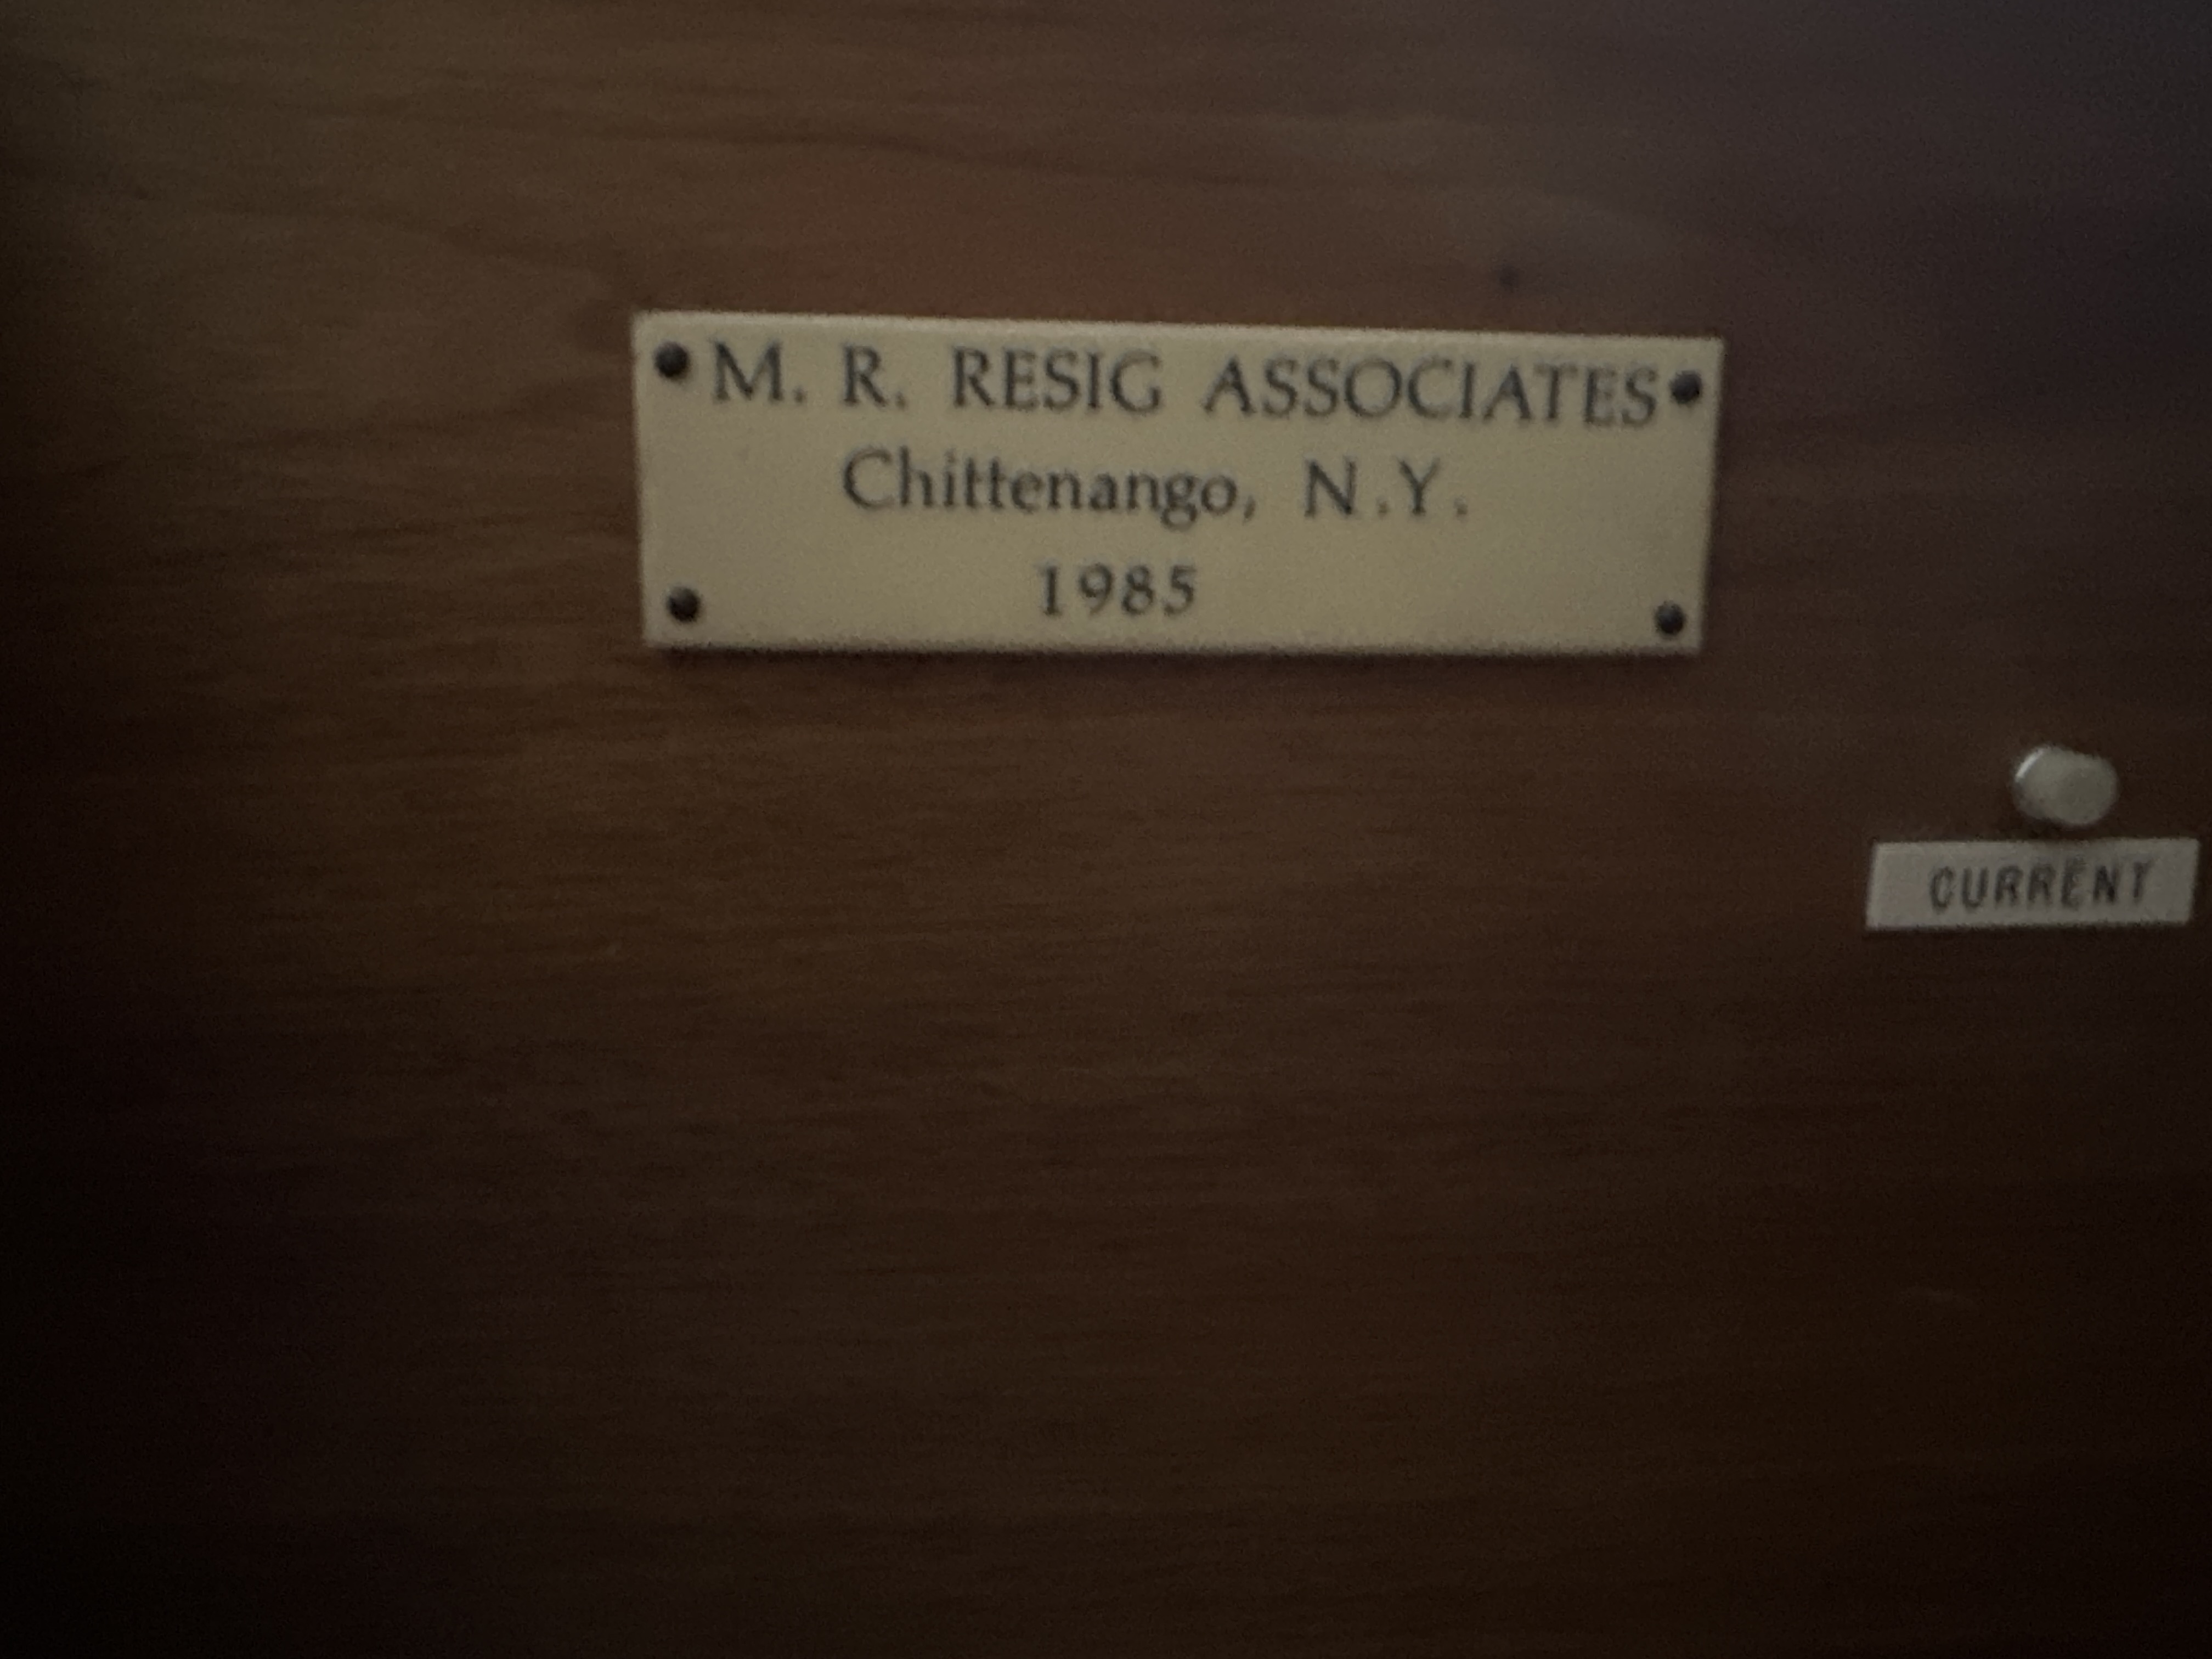 M. R. RESIG ASSOCIATES
Chittenango, N.Y.
1985
CURRENT